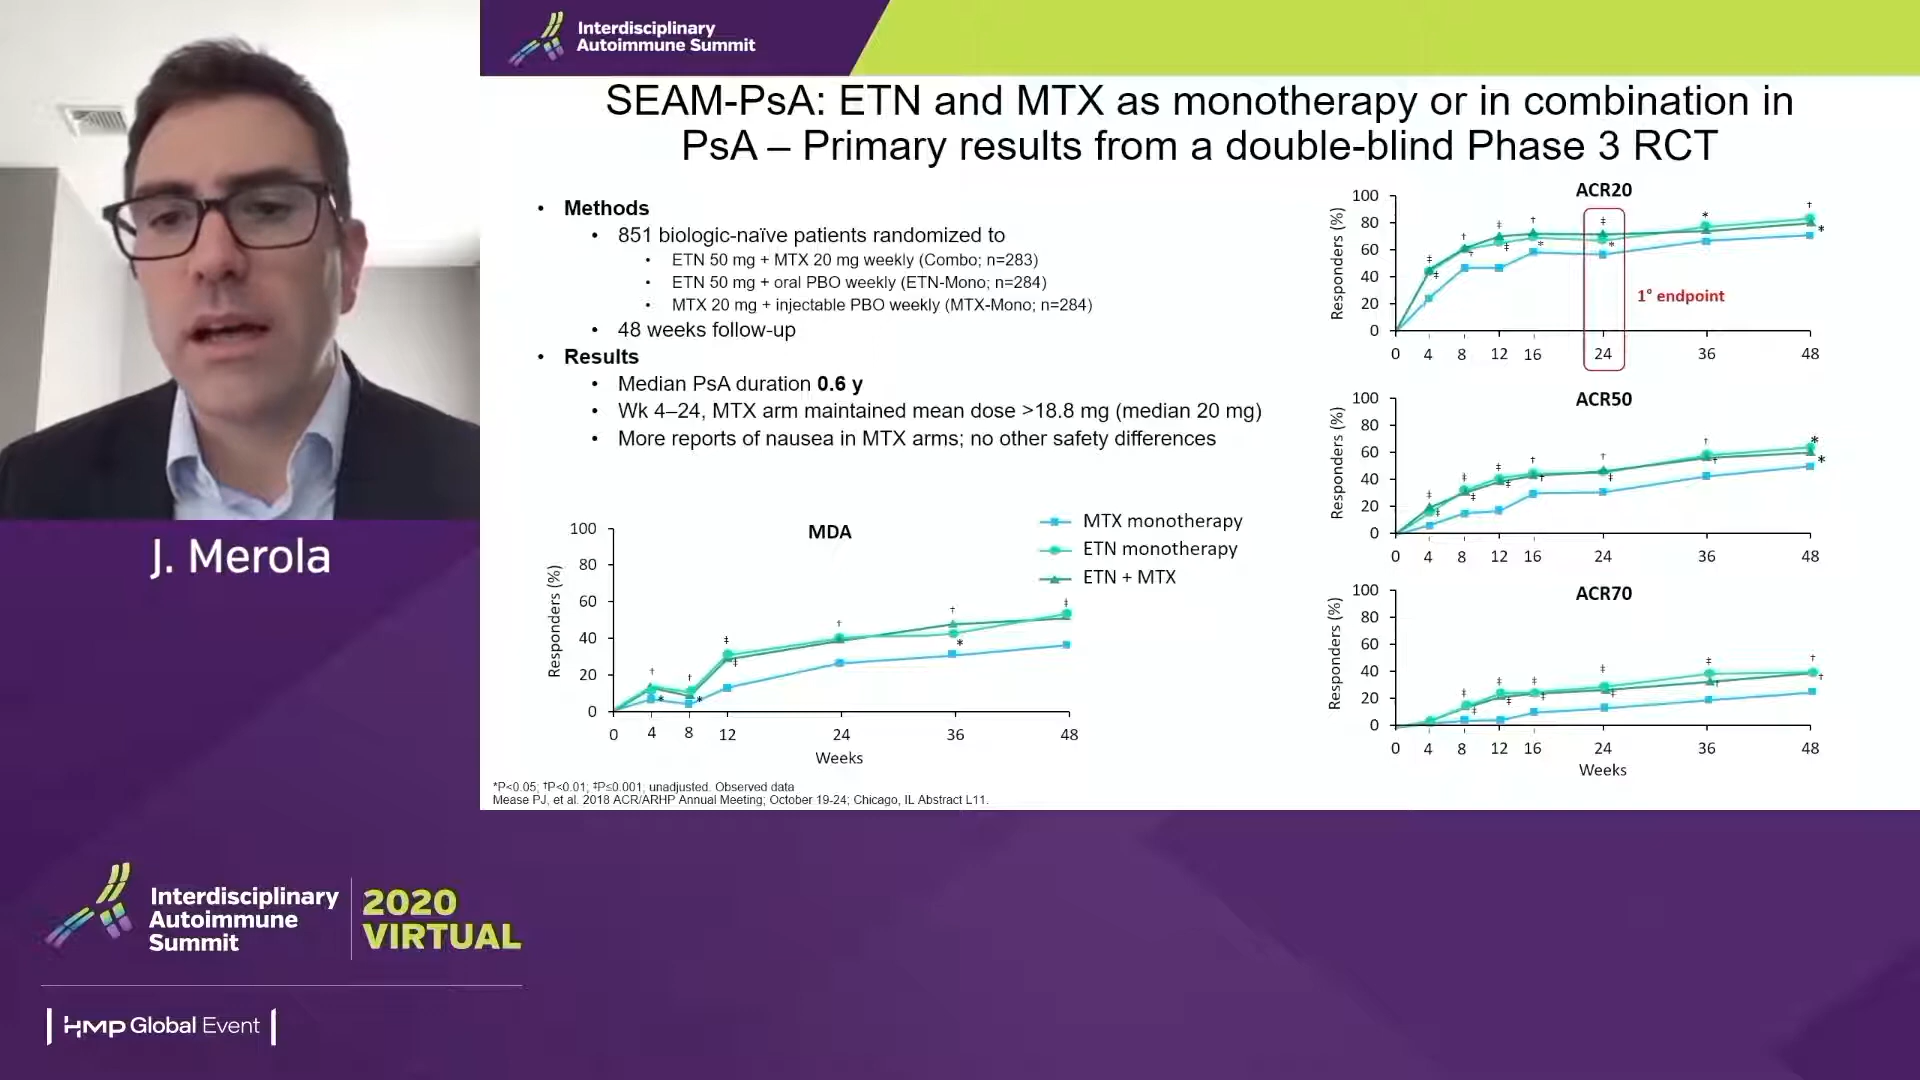 Interdisciplinary
Autoimmune Summit
SEAM-PsA: ETN and MTX as monotherapy or in combination in
PsA – Primary results from a double-blind Phase 3 RCT
• Methods
• 851 biologic-naïve patients randomized to
• ETN 50 mg + MTX 20 mg weekly (Combo; n=283)
• ETN 50 mg + oral PBO weekly (ETN-Mono; n=284)
• MTX 20 mg + injectable PBO weekly (MTX-Mono; n=284)
• 48 weeks follow-up
• Results
• Median PsA duration 0.6 y
• Wk 4–24, MTX arm maintained mean dose >18.8 mg (median 20 mg)
• More reports of nausea in MTX arms; no other safety differences
MDA
Responders (%)
100
80
60
40
20
0
0 4 8 12 24 36 48
Weeks
MTX monotherapy
ETN monotherapy
ETN + MTX
ACR20
Responders (%)
100
80
60
40
20
0
0 4 8 12 16 24 36 48
1° endpoint
ACR50
Responders (%)
100
80
60
40
20
0
0 4 8 12 16 24 36 48
ACR70
Responders (%)
100
80
60
40
20
0
0 4 8 12 16 24 36 48
Weeks
*P<0.05; †P<0.01; ‡P≤0.001; unadjusted. Observed data
Mease PJ, et al. 2018 ACR/ARHP Annual Meeting; October 19-24; Chicago, IL Abstract L11.
J. Merola
Interdisciplinary
Autoimmune
Summit
2020
VIRTUAL
HMP Global Event